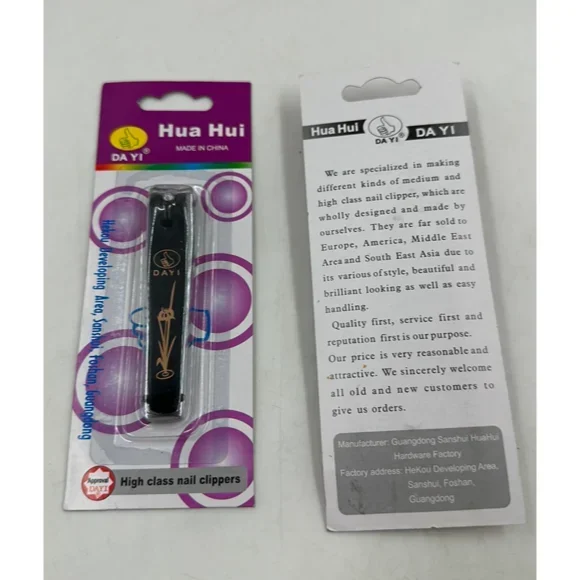 Hua Hui
MADE IN CHINA
DA YI ®
DAYI
Hekou Developing Area, Sanshui Foshan, Guangdong
Approval
DAYI
High class nail clippers
Hua Hui DA YI ® DA YI
We are specialized in making
different kinds of medium and
high class nail clipper, which are
wholly designed and made by
ourselves. They are far sold to
Europe, America, Middle East
Area and South East Asia due to
its various of style, beautiful and
brilliant looking as well as easy
handling.
Quality first, service first and
reputation first is our purpose.
Our price is very reasonable and
attractive. We sincerely welcome
all old and new customers to
give us orders.
Manufacturer: Guangdong Sanshui HuaHui
Hardware Factory
Factory address: HeKou Developing Area,
Sanshui, Foshan,
Guangdong